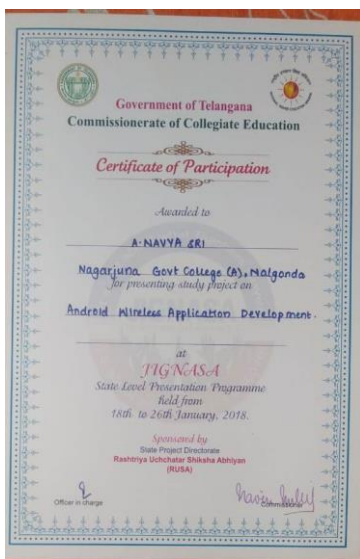 Government of Telangana
Commissionerate of Collegiate Education
Certificate of Participation
Awarded to
A. NAVYA SRI
Nagarjuna Govt College (A), Nalgonda
for presenting study project on
Android Wireless Application Development.
at
JIGNASA
State Level Presentation Programme
held from
18th to 26th January, 2018.
Sponsored by
State Project Directorate
Rashtriya Uchchatar Shiksha Abhiyan
(RUSA)
Officer in charge
Commissioner